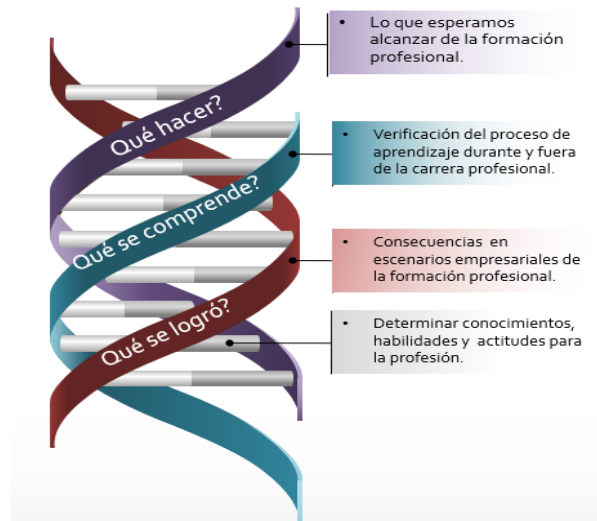 • Lo que esperamos
alcanzar de la formación
profesional.
Qué hacer?
• Verificación del proceso de
aprendizaje durante y fuera
de la carrera profesional.
Qué se comprende?
• Consecuencias en
escenarios empresariales de
la formación profesional.
Qué se logró?
• Determinar conocimientos,
habilidades y actitudes para
la profesión.